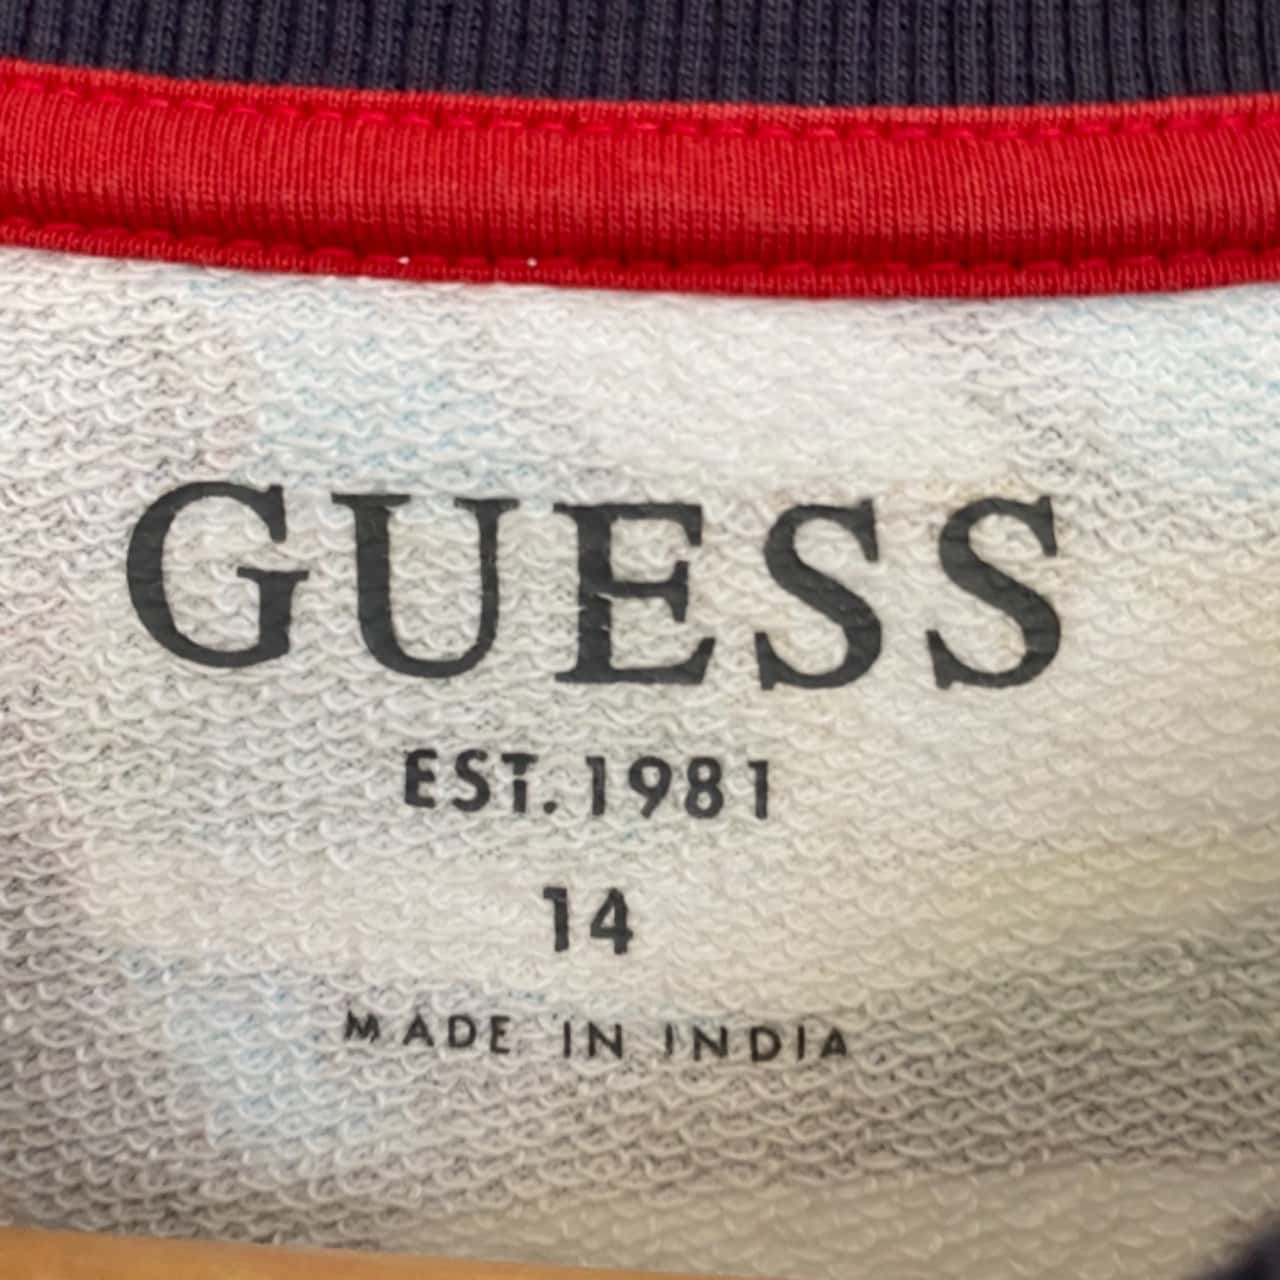 GUESS
EST. 1981
14
MADE IN INDIA